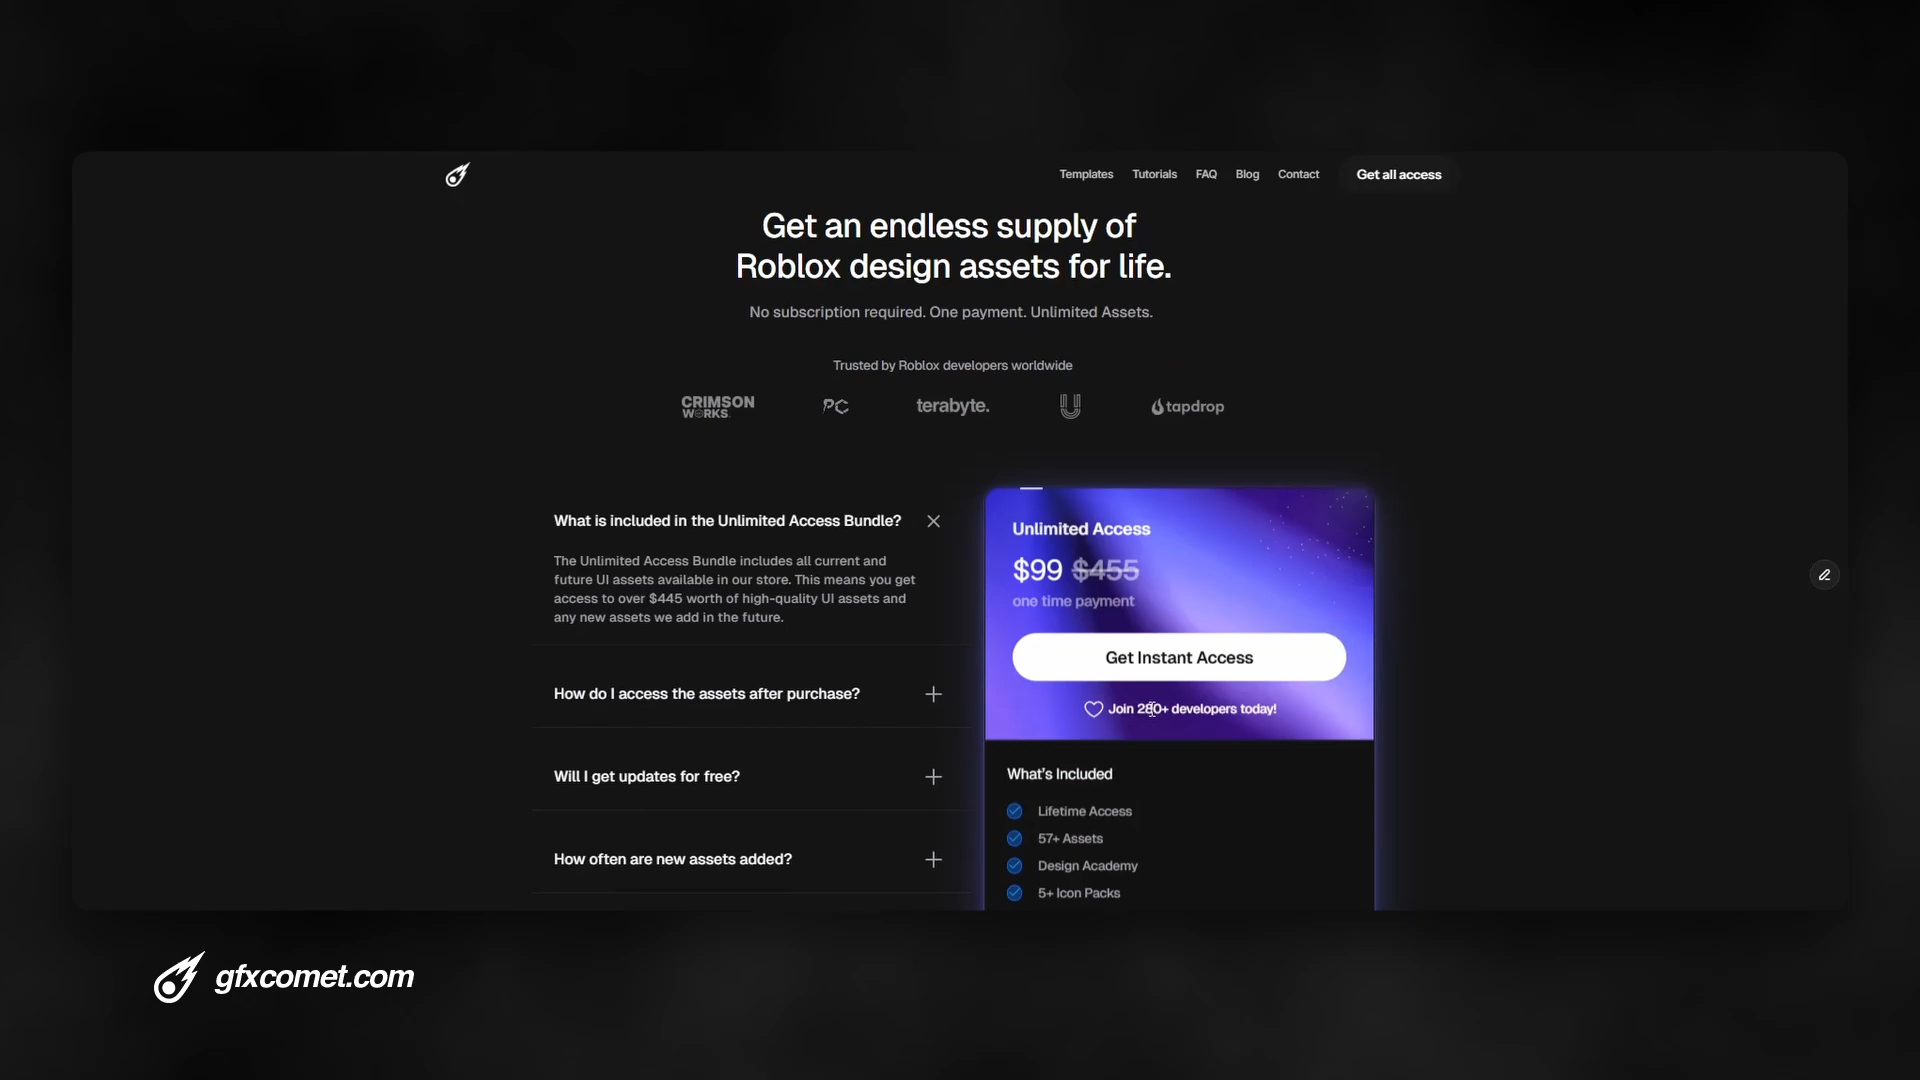 Templates Tutorials FAQ Blog Contact Get all access
Get an endless supply of
Roblox design assets for life.
No subscription required. One payment. Unlimited Assets.
Trusted by Roblox developers worldwide
CRIMSON
WORKS.
PC
terabyte.
U
tapdrop
What is included in the Unlimited Access Bundle?
The Unlimited Access Bundle includes all current and
future UI assets available in our store. This means you get
access to over $445 worth of high-quality UI assets and
any new assets we add in the future.
How do I access the assets after purchase?
Will I get updates for free?
How often are new assets added?
Unlimited Access
$99 $455
one time payment
Get Instant Access
Join 280+ developers today!
What's Included
Lifetime Access
57+ Assets
Design Academy
5+ Icon Packs
gfxcomet.com